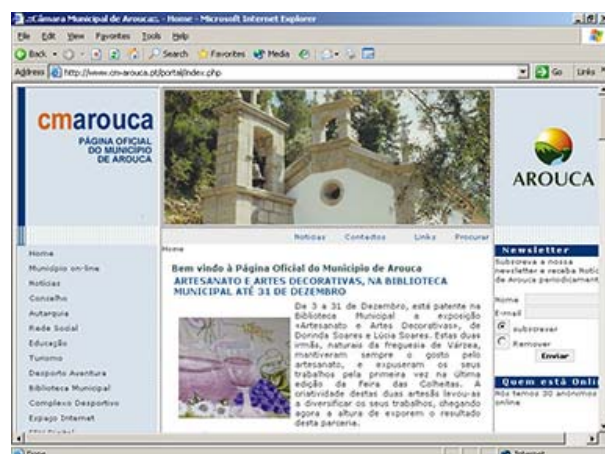 ..:Câmara Municipal de Arouca:.. - Home - Microsoft Internet Explorer
File Edit View Favorites Tools Help
Back Search Favorites Media
Address http://www.cm-arouca.pt/portal/index.php Go Links
cmarouca
PÁGINA OFICIAL
DO MUNICÍPIO
DE AROUCA
AROUCA
Noticias Contactos Links Procurar
Home
Home
Município on-line
Notícias
Concelho
Autarquia
Rede Social
Educação
Turismo
Desporto Aventura
Biblioteca Municipal
Complexo Desportivo
Espaço Internet
Bem vindo à Página Oficial do Município de Arouca
ARTESANATO E ARTES DECORATIVAS, NA BIBLIOTECA
MUNICIPAL ATÉ 31 DE DEZEMBRO
De 3 a 31 de Dezembro, está patente na
Biblioteca Municipal a exposição
«Artesanato e Artes Decorativas», de
Dorinda Soares e Lúcia Soares. Estas duas
irmãs, naturais da freguesia de Várzea,
mantiveram sempre o gosto pelo
artesanato, e expuseram os seus
trabalhos pela primeira vez na última
edição da Feira das Colheitas. A
criatividade destas duas artesãs levou-as
a diversificar os seus trabalhos, chegando
agora a altura de exporem o resultado
desta parceria.
Newsletter
Subscreva a nossa
newsletter e receba Notíc
de Arouca periodicament
Nome
E-mail
subscrever
Remover
Enviar
Quem está Onli
Nós temos 30 anónimos
online
Done Internet